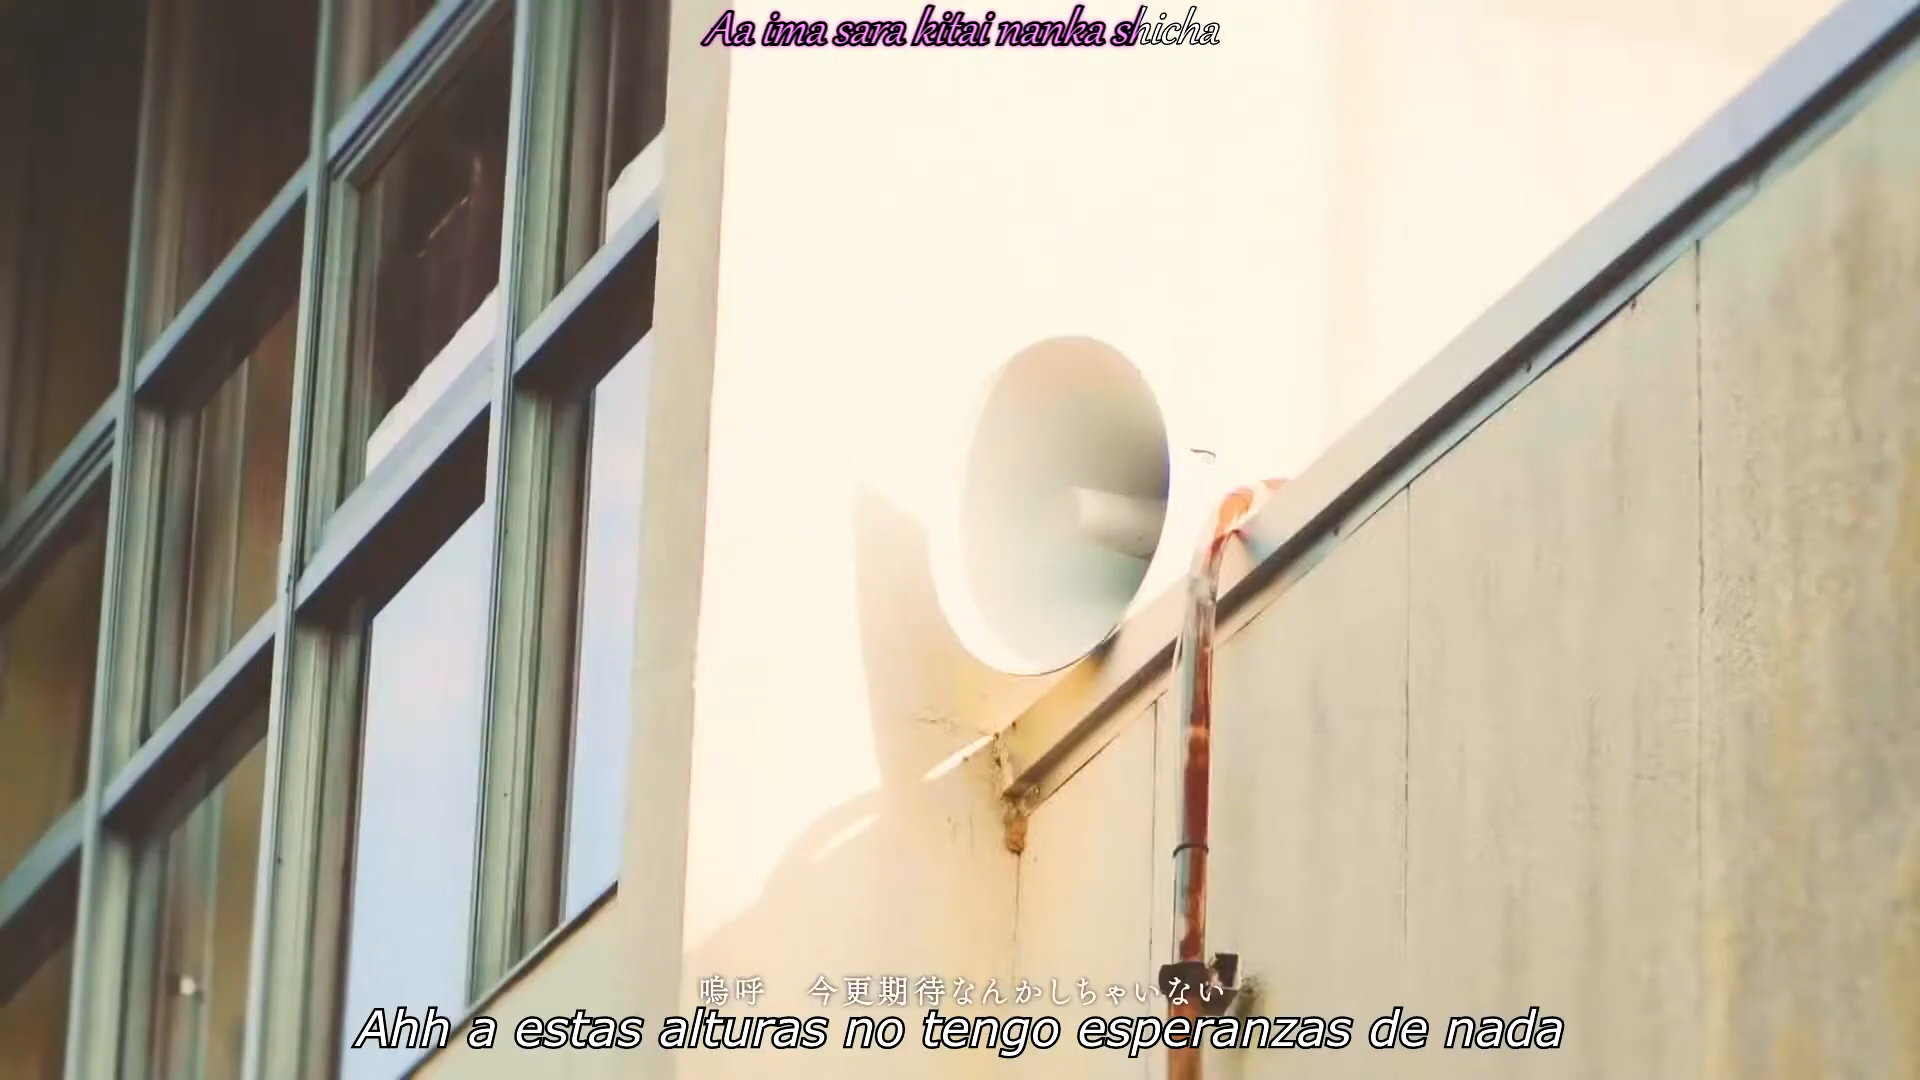 Aa ima sara kitai nanka shicha
嗚呼　今更期待なんかしちゃいない
Ahh a estas alturas no tengo esperanzas de nada